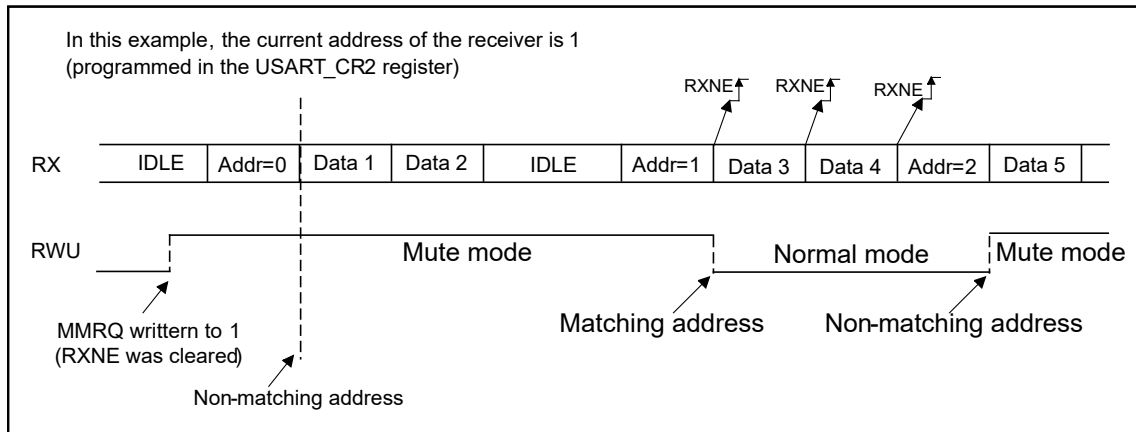 In this example, the current address of the receiver is 1
(programmed in the USART_CR2 register)
RXNE RXNE RXNE
RX IDLE Addr=0 Data 1 Data 2 IDLE Addr=1 Data 3 Data 4 Addr=2 Data 5
RWU Mute mode Normal mode Mute mode
MMRQ writtern to 1
(RXNE was cleared)
Matching address Non-matching address
Non-matching address